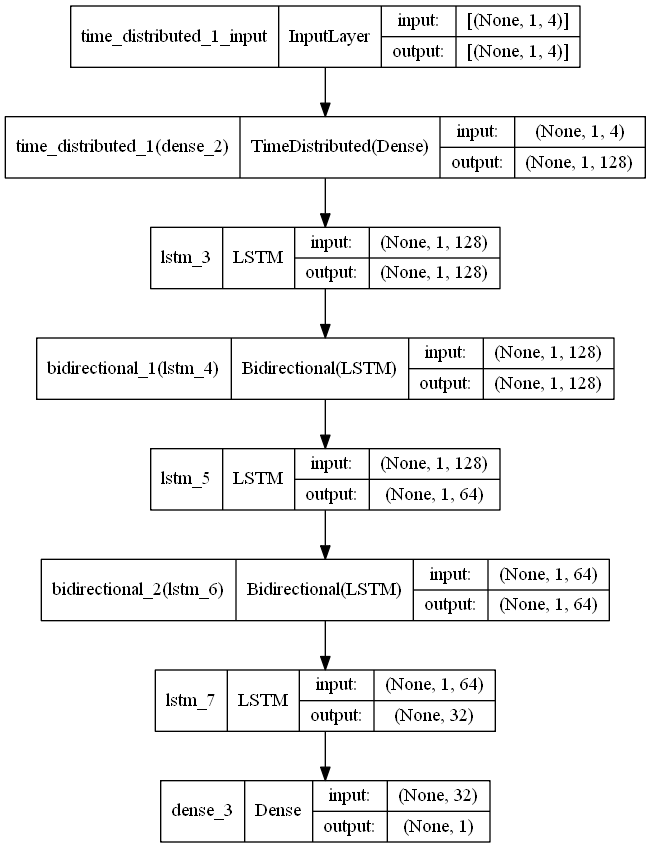 time_distributed_1_input InputLayer input: [(None, 1, 4)]
output: [(None, 1, 4)]
time_distributed_1(dense_2) TimeDistributed(Dense) input: (None, 1, 4)
output: (None, 1, 128)
lstm_3 LSTM input: (None, 1, 128)
output: (None, 1, 128)
bidirectional_1(lstm_4) Bidirectional(LSTM) input: (None, 1, 128)
output: (None, 1, 128)
lstm_5 LSTM input: (None, 1, 128)
output: (None, 1, 64)
bidirectional_2(lstm_6) Bidirectional(LSTM) input: (None, 1, 64)
output: (None, 1, 64)
lstm_7 LSTM input: (None, 1, 64)
output: (None, 32)
dense_3 Dense input: (None, 32)
output: (None, 1)